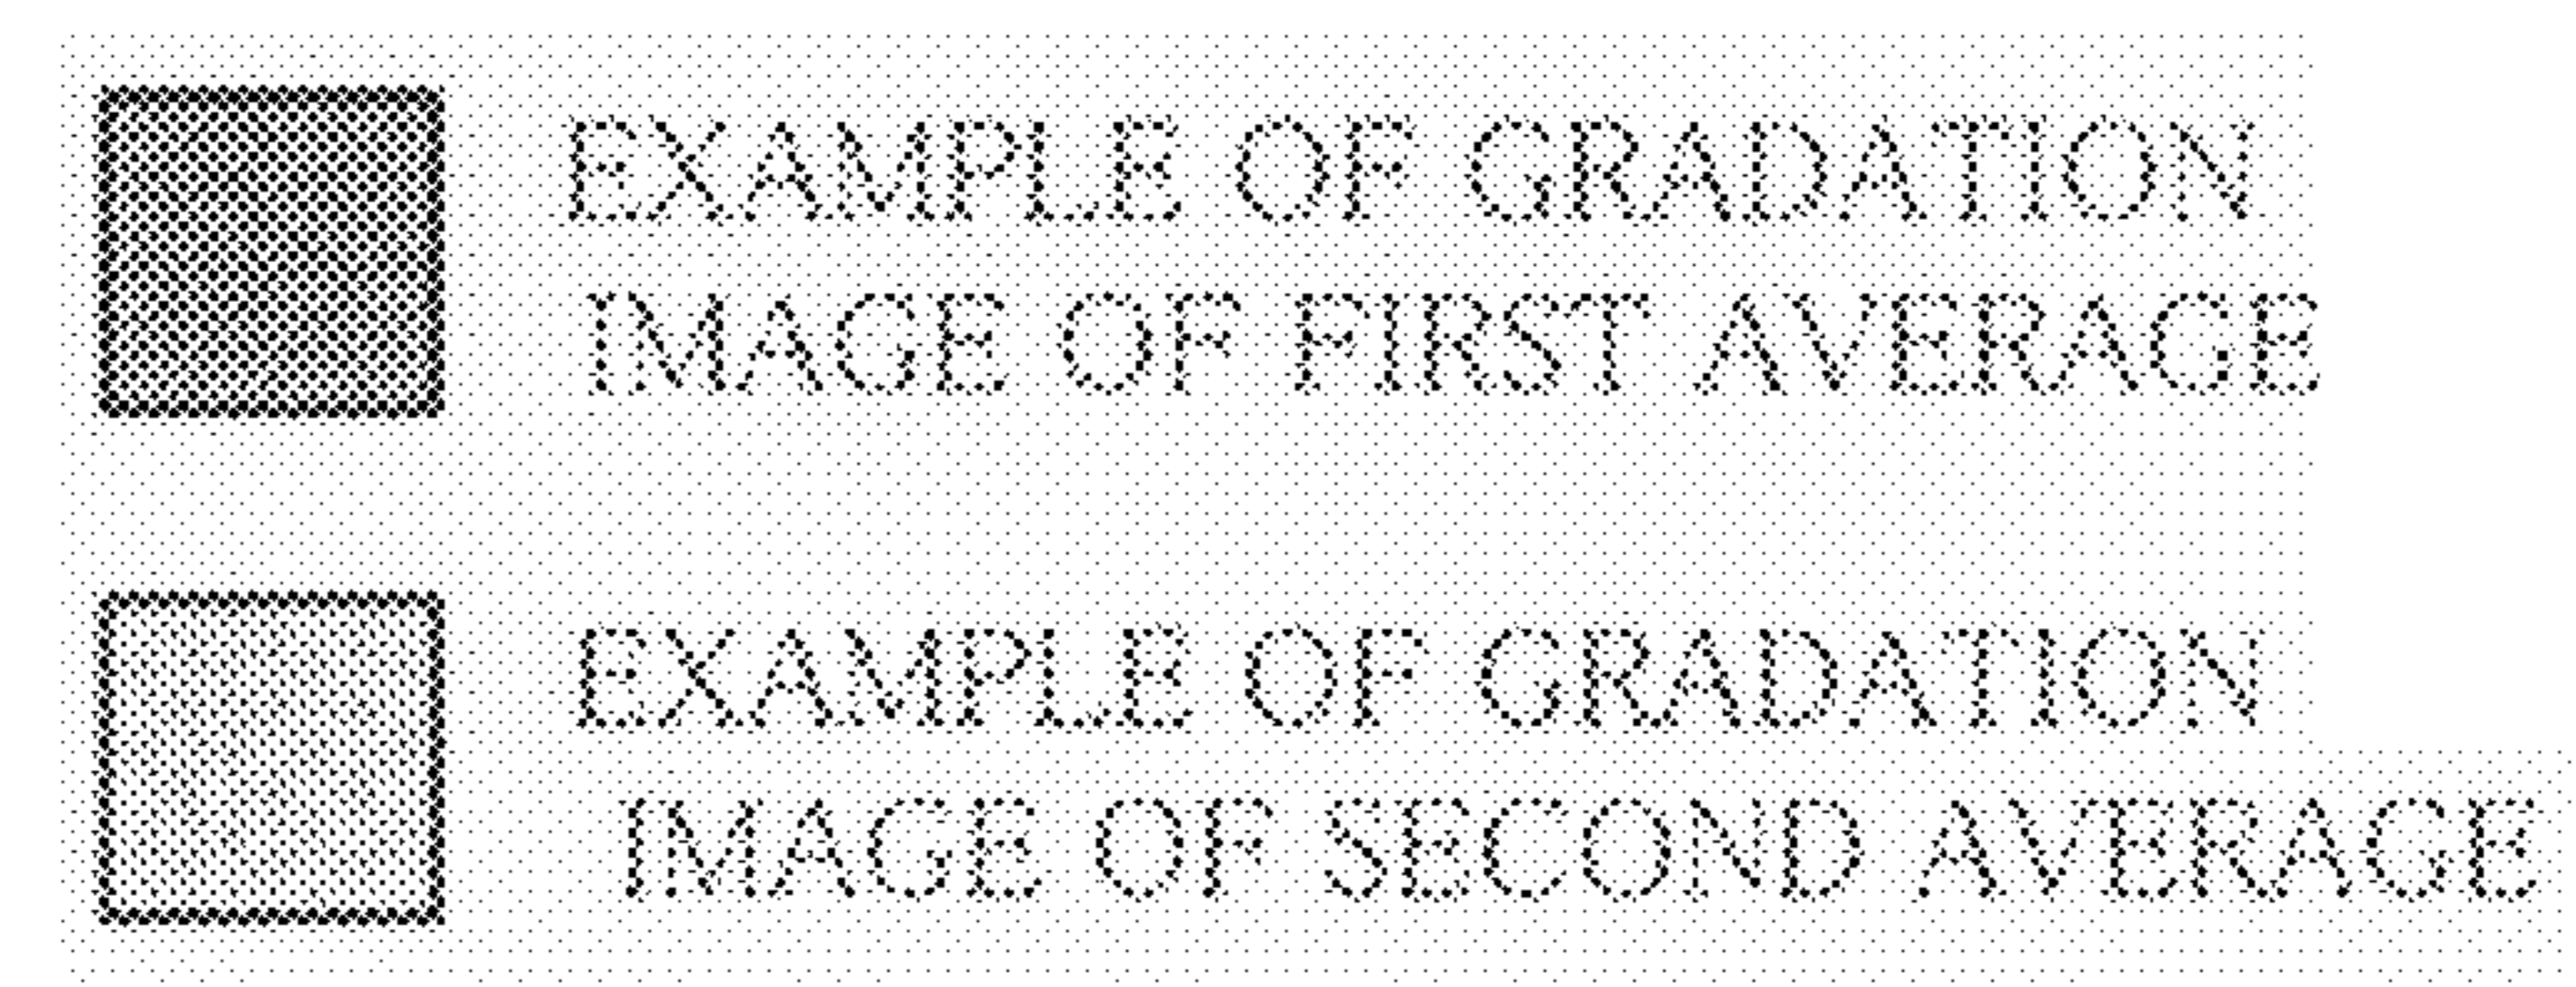 EXAMPLE OF GRADATION
IMAGE OF FIRST AVERAGE
EXAMPLE OF GRADATION
IMAGE OF SECOND AVERAGE